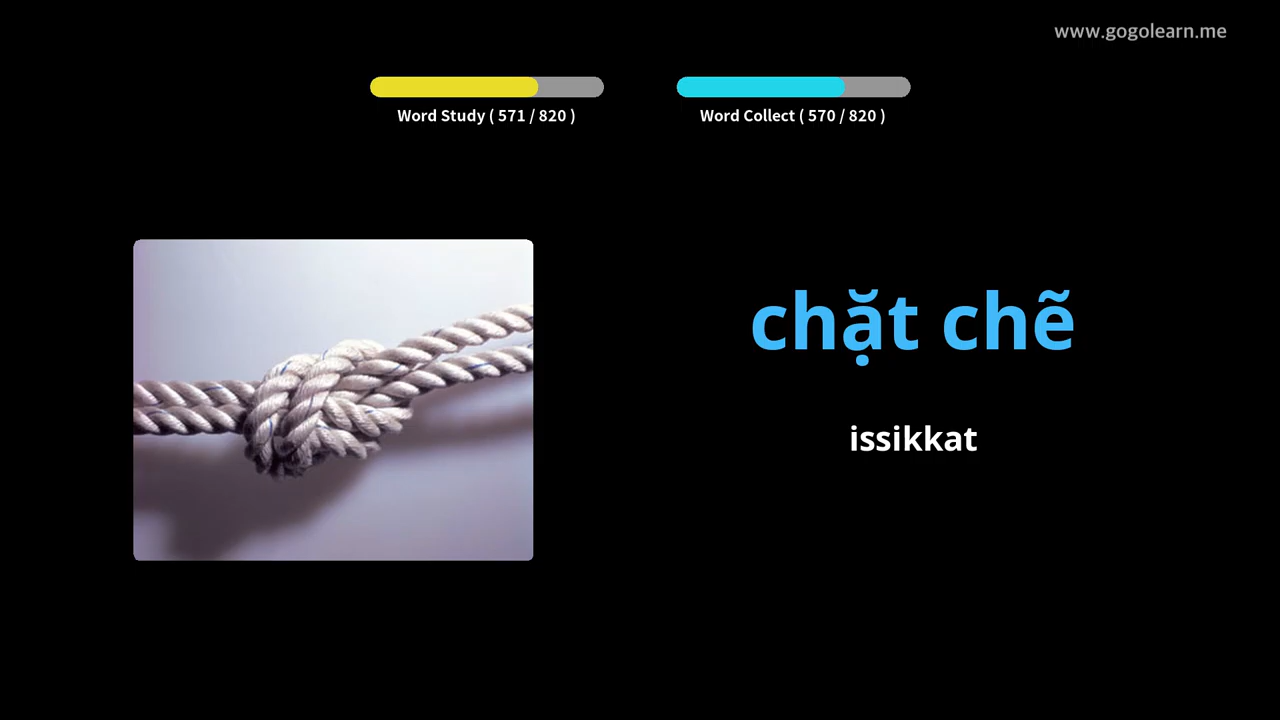 www.gogolearn.me
Word Study ( 571 / 820 )
Word Collect ( 570 / 820 )
chặt chẽ
issikkat